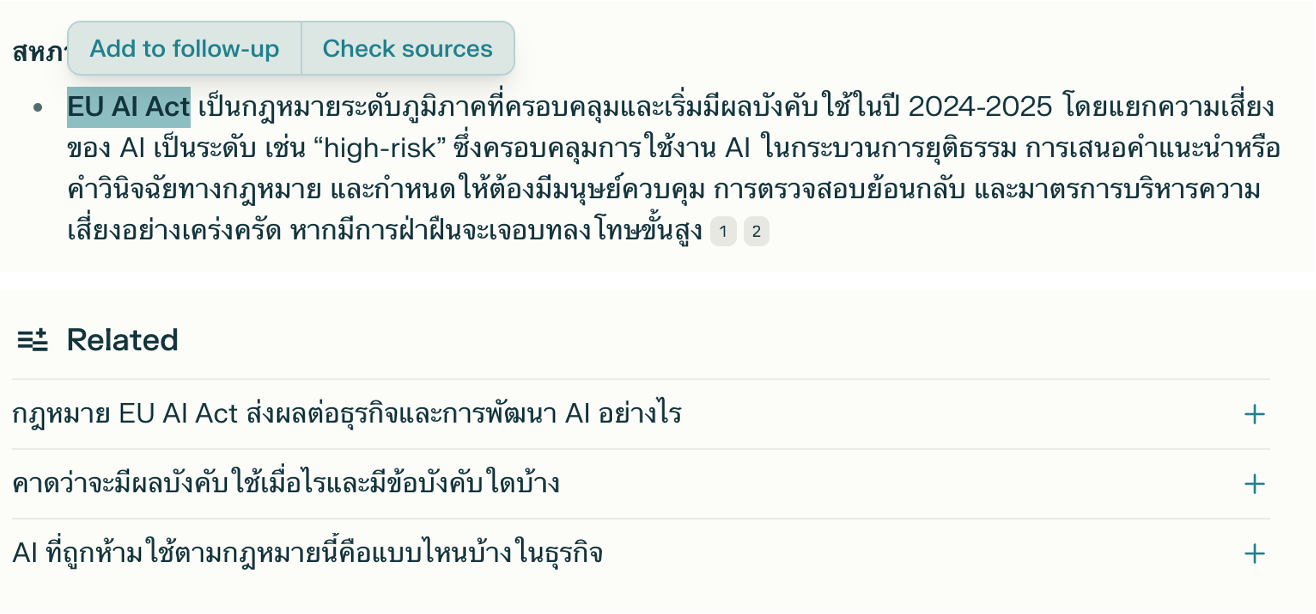 Add to follow-up
Check sources
EU AI Act เป็นกฎหมายระดับภูมิภาคที่ครอบคลุมและเริ่มมีผลบังคับใช้ในปี 2024-2025 โดยแยกความเสี่ยง
ของ AI เป็นระดับ เช่น “high-risk” ซึ่งครอบคลุมการใช้งาน AI ในกระบวนการยุติธรรม การเสนอคำแนะนำหรือ
คำวินิจฉัยทางกฎหมาย และกำหนดให้ต้องมีมนุษย์ควบคุม การตรวจสอบย้อนกลับ และมาตรการบริหารความ
เสี่ยงอย่างเคร่งครัด หากมีการฝ่าฝืนจะเจอบทลงโทษขั้นสูง 1 2
Related
กฎหมาย EU AI Act ส่งผลต่อธุรกิจและการพัฒนา AI อย่างไร
คาดว่าจะมีผลบังคับใช้เมื่อไรและมีข้อบังคับใดบ้าง
AI ที่ถูกห้ามใช้ตามกฎหมายนี้คือแบบไหนบ้างในธุรกิจ